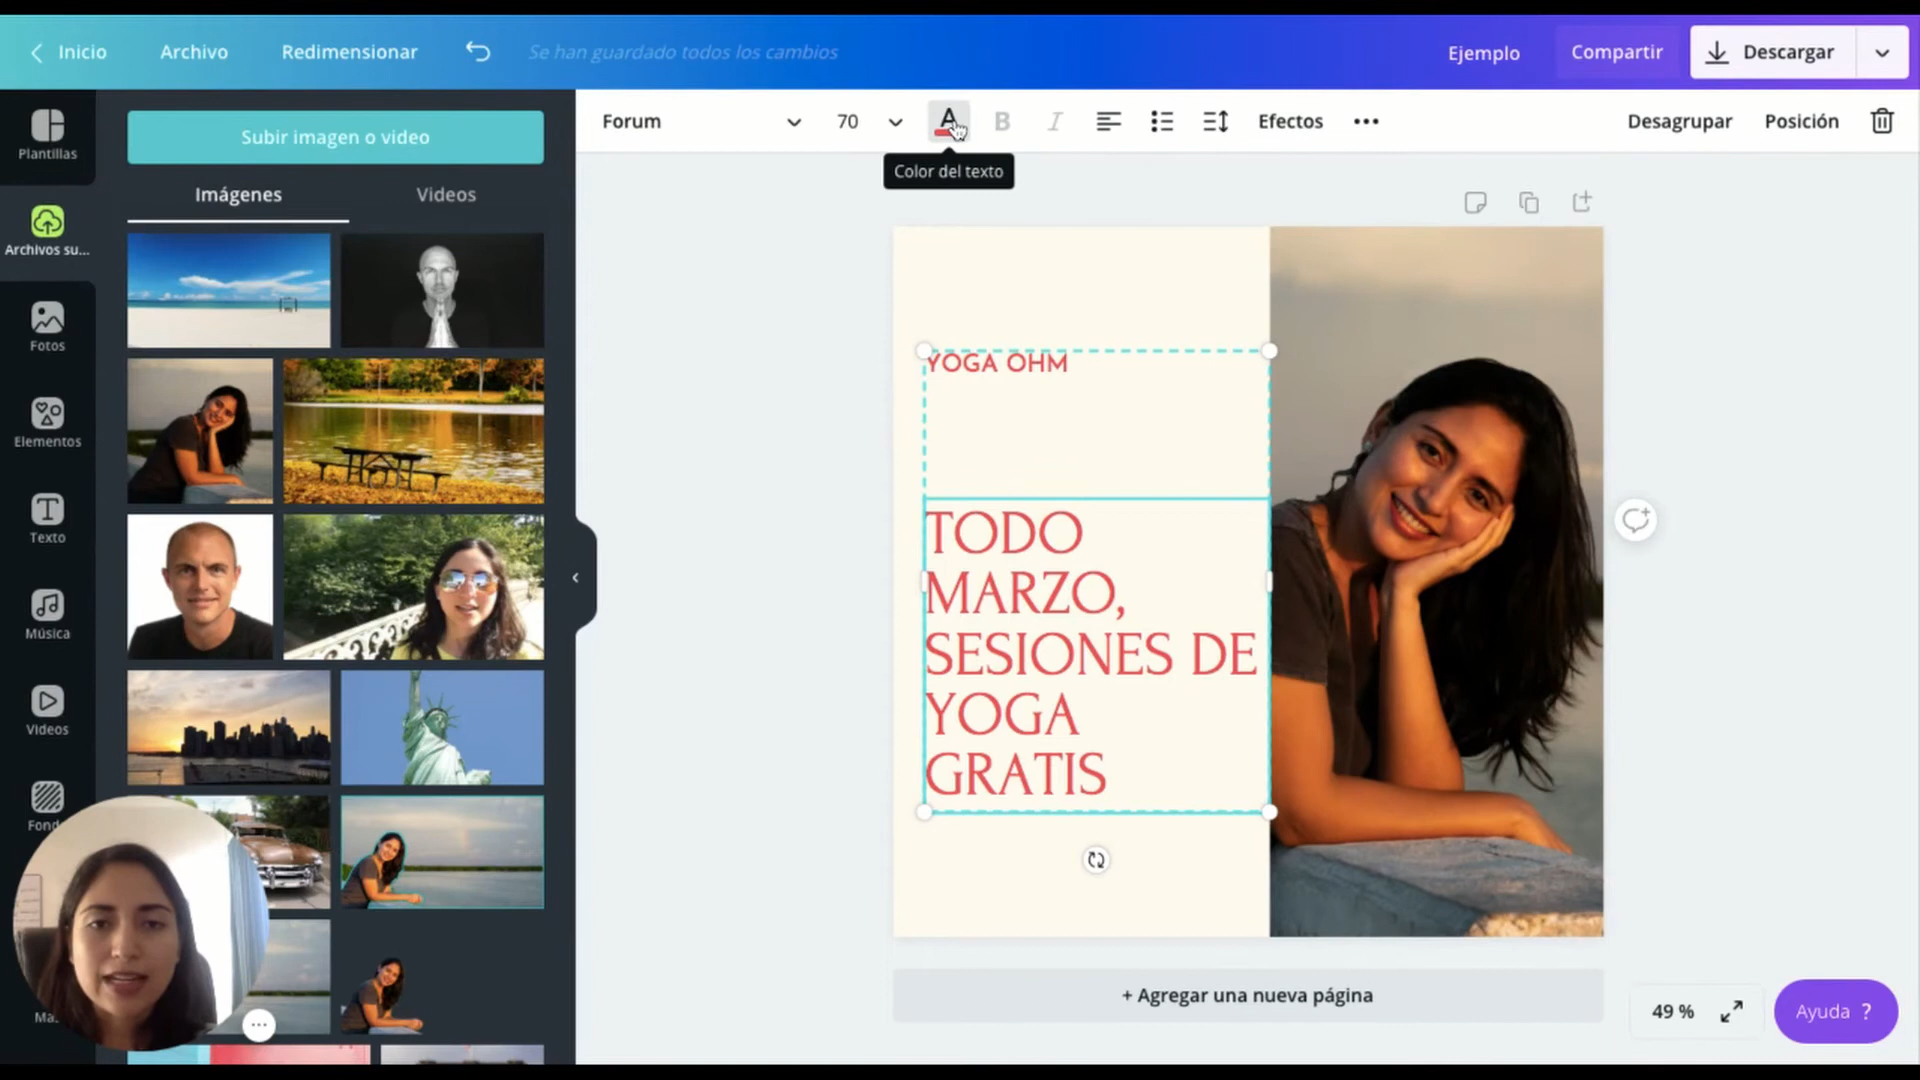 Inicio
Archivo
Redimensionar
Se han guardado todos los cambios
Ejemplo
Compartir
Descargar
Plantillas
Subir imagen o video
Forum
70
A
B
I
Efectos
Desagrupar
Posición
Color del texto
Imágenes
Videos
Archivos su...
Fotos
Elementos
Texto
Música
Videos
Fond
Ma
YOGA OHM
TODO
MARZO,
SESIONES DE
YOGA
GRATIS
+ Agregar una nueva página
49 %
Ayuda ?